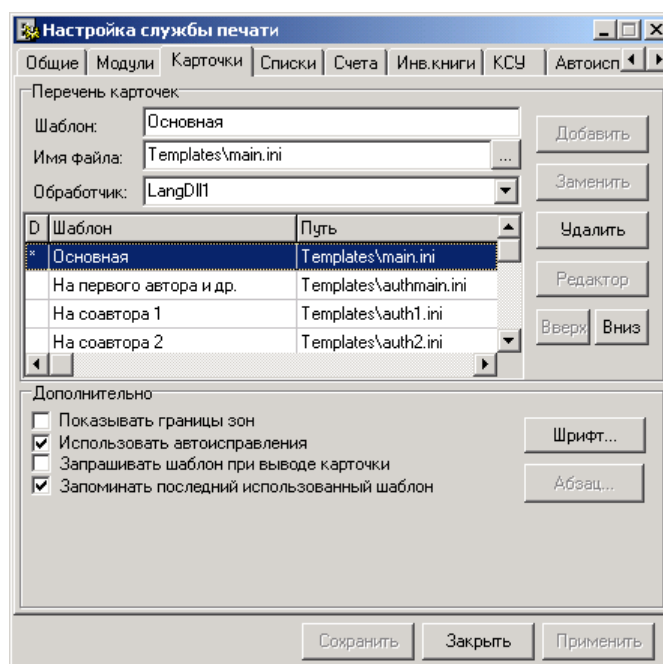 Настройка службы печати
Общие Модули Карточки Списки Счета Инв.книги КСУ Автоисп
Перечень карточек
Шаблон: Основная Добавить
Имя файла: Templates\main.ini ... Заменить
Обработчик: LangDll1
D Шаблон Путь Удалить
* Основная Templates\main.ini
На первого автора и др. Templates\authmain.ini Редактор
На соавтора 1 Templates\auth1.ini Вверх Вниз
На соавтора 2 Templates\auth2.ini
Дополнительно
Показывать границы зон Шрифт...
Использовать автоисправления
Запрашивать шаблон при выводе карточки
Запоминать последний использованный шаблон Абзац...
Сохранить Закрыть Применить